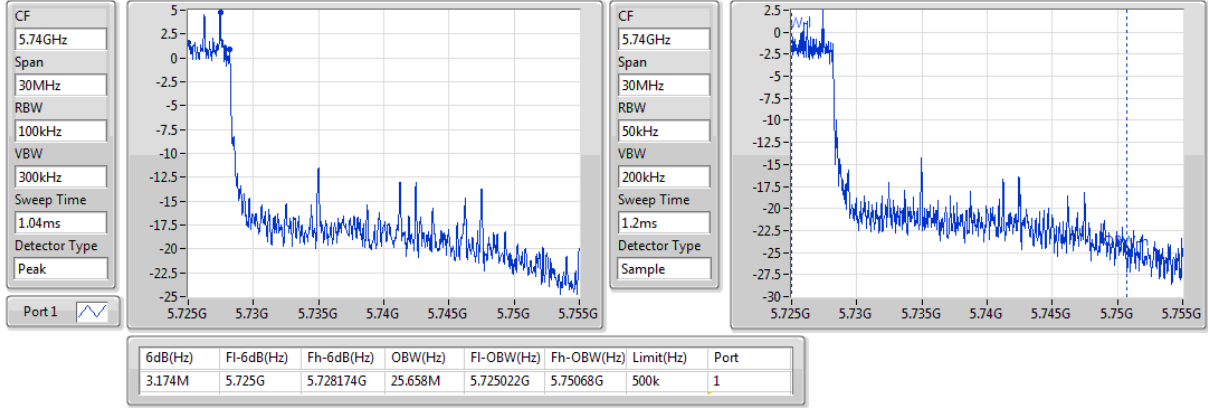 CF
5.74GHz
Span
30MHz
RBW
100kHz
VBW
300kHz
Sweep Time
1.04ms
Detector Type
Peak
Port 1
5
2.5
0
-2.5
-5
-7.5
-10
-12.5
-15
-17.5
-20
-22.5
-25
5.725G 5.73G 5.735G 5.74G 5.745G 5.75G 5.755G
CF
5.74GHz
Span
30MHz
RBW
50kHz
VBW
200kHz
Sweep Time
1.2ms
Detector Type
Sample
2.5
0
-2.5
-5
-7.5
-10
-12.5
-15
-17.5
-20
-22.5
-25
-27.5
-30
5.725G 5.73G 5.735G 5.74G 5.745G 5.75G 5.755G
6dB(Hz) Fl-6dB(Hz) Fh-6dB(Hz) OBW(Hz) Fl-OBW(Hz) Fh-OBW(Hz) Limit(Hz) Port
3.174M 5.725G 5.728174G 25.658M 5.725022G 5.75068G 500k 1